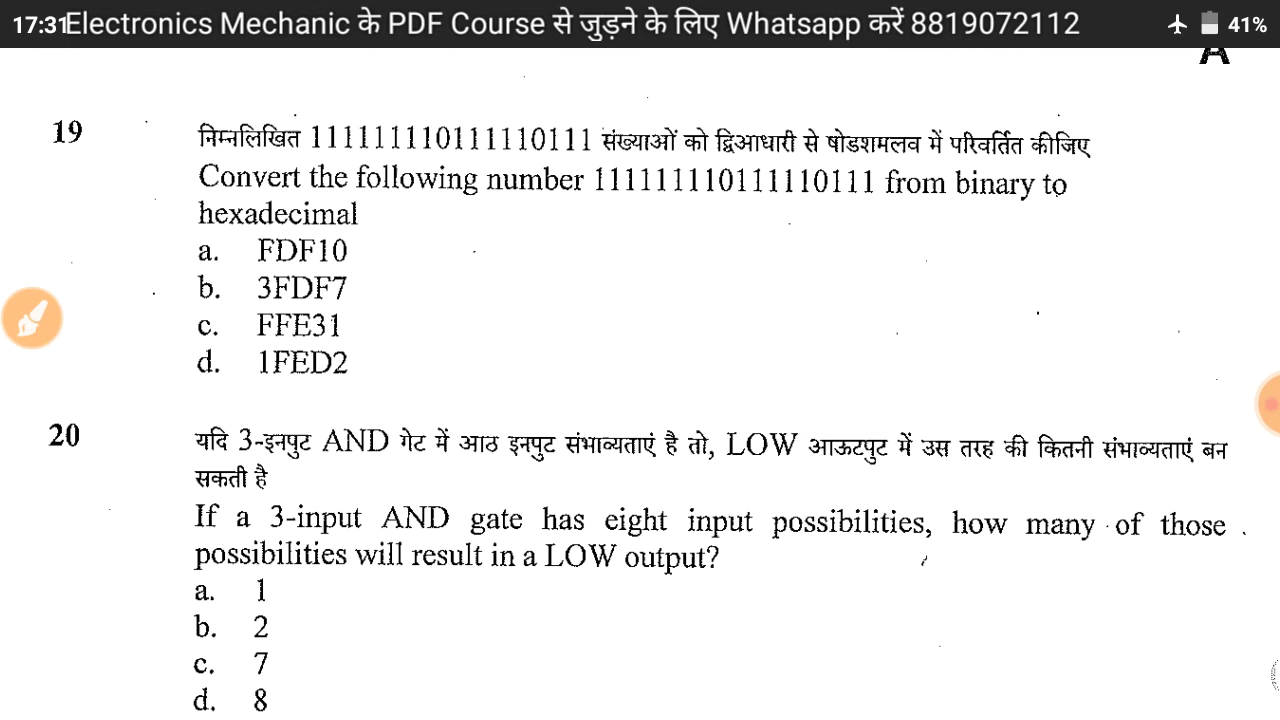 17:31Electronics Mechanic के PDF Course से जुड़ने के लिए Whatsapp करें 8819072112 41%
A
19 निम्नलिखित 111111110111110111 संख्याओं को द्विआधारी से षोडशमलव में परिवर्तित कीजिए
Convert the following number 111111110111110111 from binary to
hexadecimal
a. FDF10
b. 3FDF7
c. FFE31
d. 1FED2
20 यदि 3-इनपुट AND गेट में आठ इनपुट संभाव्यताएं है तो, LOW आऊटपुट में उस तरह की कितनी संभाव्यताएं बन
सकती है
If a 3-input AND gate has eight input possibilities, how many of those
possibilities will result in a LOW output?
a. 1
b. 2
c. 7
d. 8